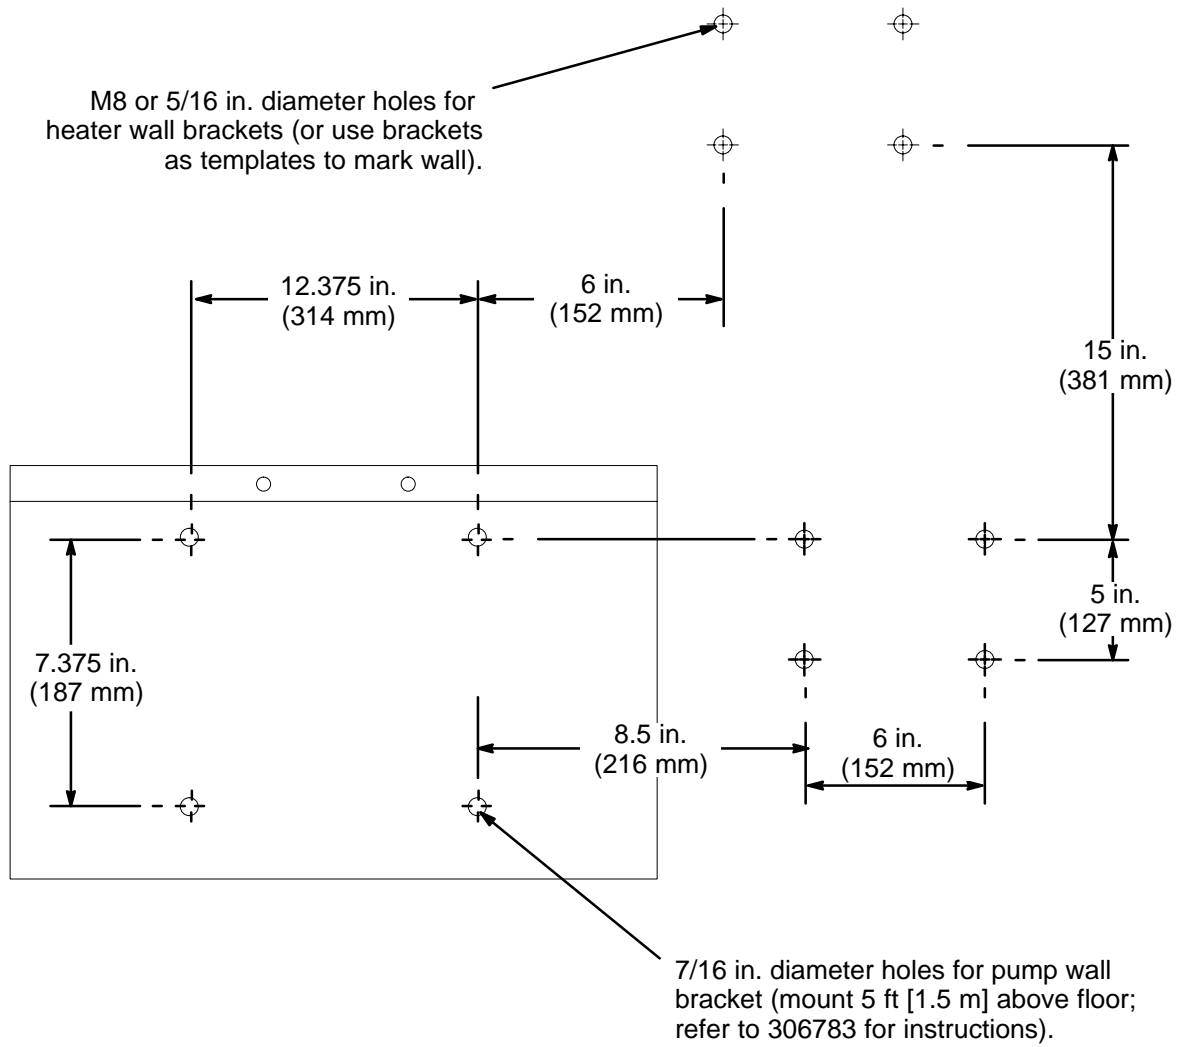 M8 or 5/16 in. diameter holes for
heater wall brackets (or use brackets
as templates to mark wall).
12.375 in.
(314 mm)
6 in.
(152 mm)
15 in.
(381 mm)
7.375 in.
(187 mm)
5 in.
(127 mm)
8.5 in.
(216 mm)
6 in.
(152 mm)
7/16 in. diameter holes for pump wall
bracket (mount 5 ft [1.5 m] above floor;
refer to 306783 for instructions).